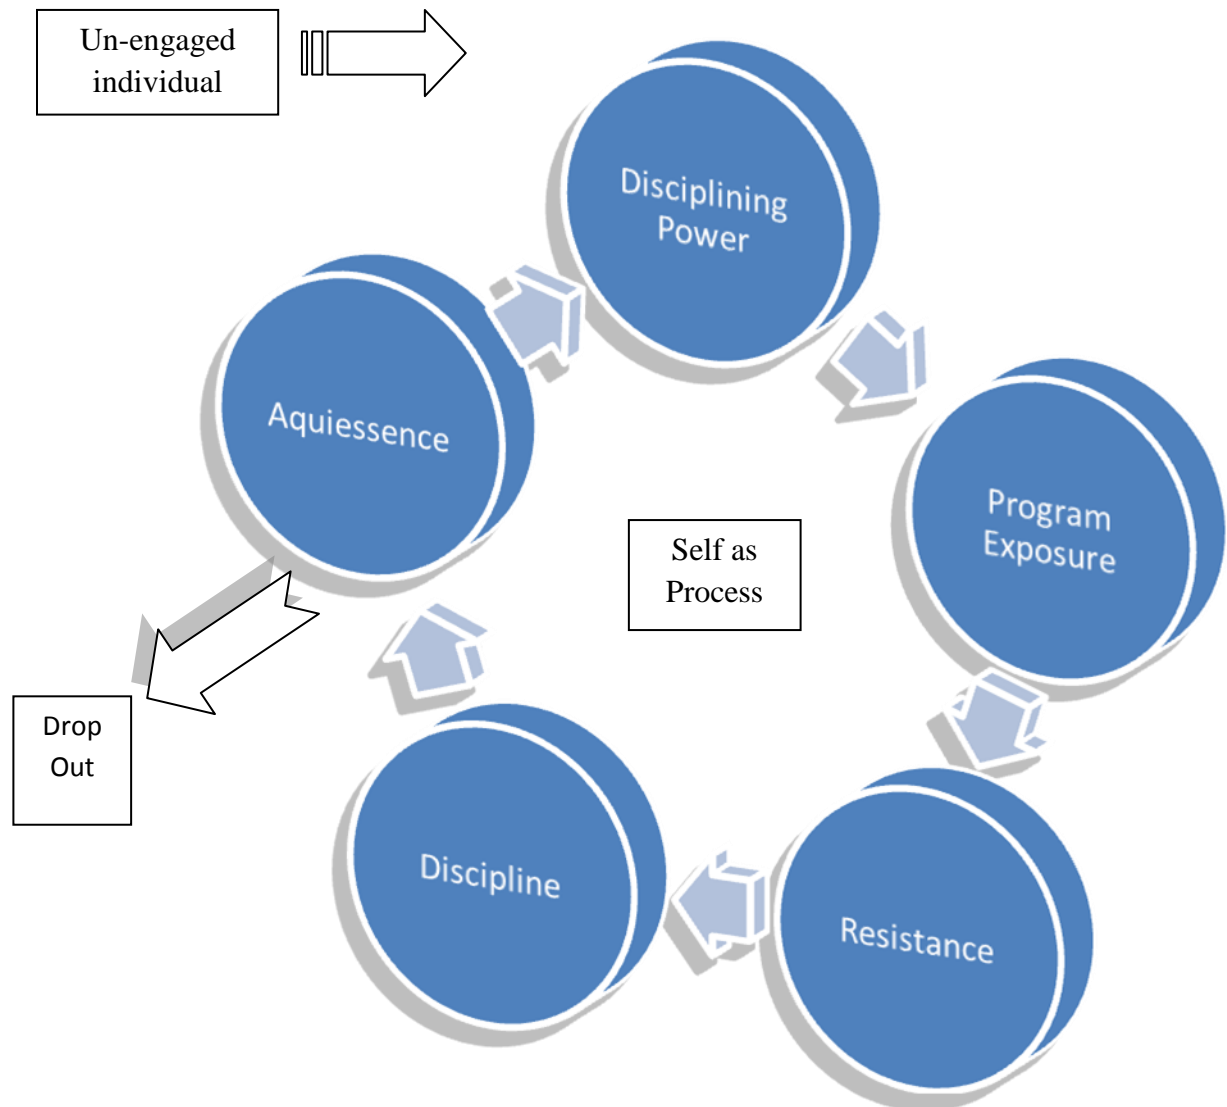 Un-engaged
individual
Disciplining
Power
Aquiessence
Program
Exposure
Self as
Process
Drop
Out
Discipline
Resistance